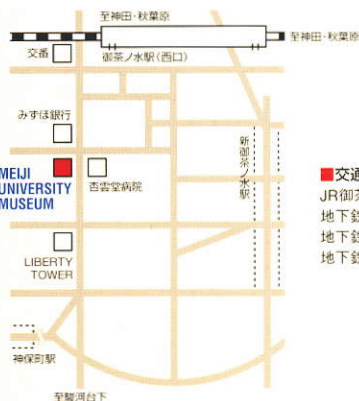 至神田・秋葉原
至神田・秋葉原
交番
御茶ノ水駅(西口)
みずほ銀行
MEIJI
UNIVERSITY
MUSEUM
杏雲堂病院
新御茶ノ水駅
■交通
JR御茶
地下鉄
地下鉄
地下鉄
LIBERTY
TOWER
神保町駅
至駿河台下